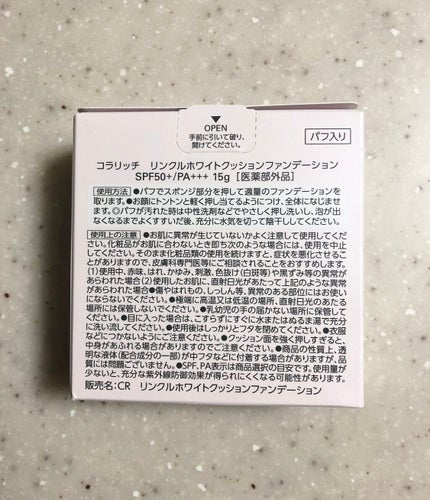 OPEN
手前に引いて破り、
開けてください。
パフ入り
コラリッチ リンクルホワイトクッションファンデーション
SPF50+/PA+++ 15g [医薬部外品]
使用方法 ●パフでスポンジ部分を押して適量のファンデーションを
取ります。●お顔にトントンと軽く押し当てるようにつけ、全体になじませ
ます。◎パフが汚れた時は中性洗剤などでやさしく押し洗いし、泡が出
なくなるまでよくすすいだ後、充分に水気を切って陰干ししてください。
使用上の注意 ●お肌に異常が生じていないかよく注意して使用してくだ
さい。化粧品がお肌に合わないとき即ち次のような場合には、使用を中止
してください。そのまま化粧品類の使用を続けますと、症状を悪化させるこ
とがありますので、皮膚科専門医等にご相談されることをおすすめします。
(1)使用中、赤味、はれ、かゆみ、刺激、色抜け(白斑等)や黒ずみ等の異常
があらわれた場合(2)使用したお肌に、直射日光があたって上記のような異常
があらわれた場合●傷やはれもの、しっしん等、異常のある部位にはお使い
にならないでください。●極端に高温又は低温の場所、直射日光のあたる
場所には保管しないでください。●乳幼児の手の届かない場所に保管して
ください。●目に入った場合は、こすらずにすぐに水またはぬるま湯で充分
に洗い流してください。●使用後はしっかりとフタを閉めてください。●衣服
などにつかないようにご注意ください。●クッション面を強く押しすぎると、
中身があふれる場合がありますのでご注意ください。●商品の性質上、透
明な液体(配合成分の一部)が中フタなどに付着する場合がありますが、品質
には問題ございません。●SPF、PA表示は商品選択の目安です。使用量が
少ないと、充分な紫外線防御効果が得られにくくなる可能性があります。
販売名:CR リンクルホワイトクッションファンデーション